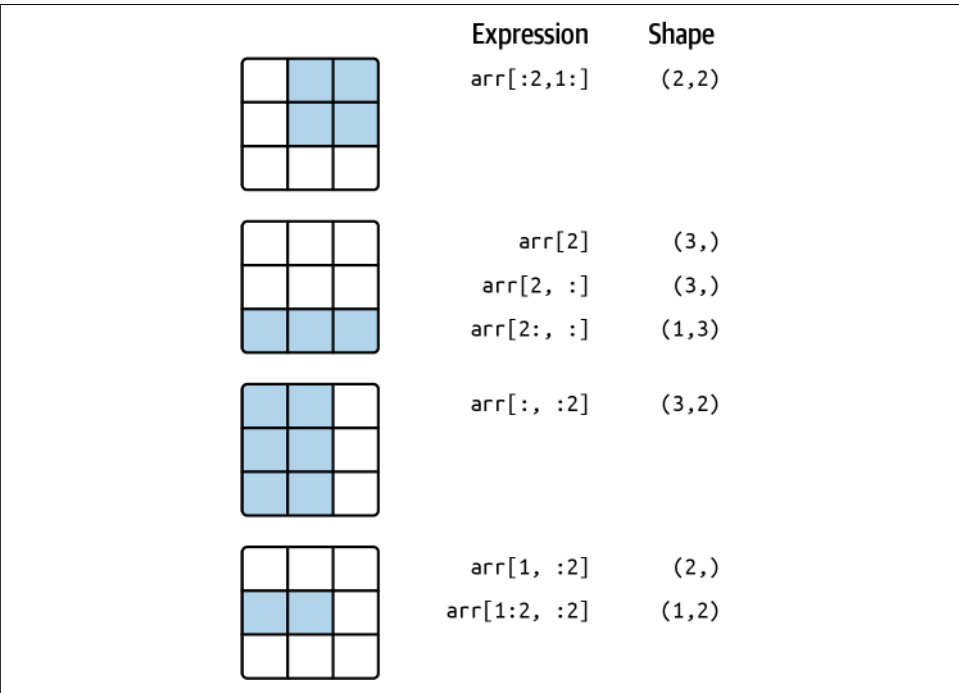 Expression Shape
arr[:2,1:] (2,2)
arr[2] (3,)
arr[2, :] (3,)
arr[2:, :] (1,3)
arr[:, :2] (3,2)
arr[1, :2] (2,)
arr[1:2, :2] (1,2)